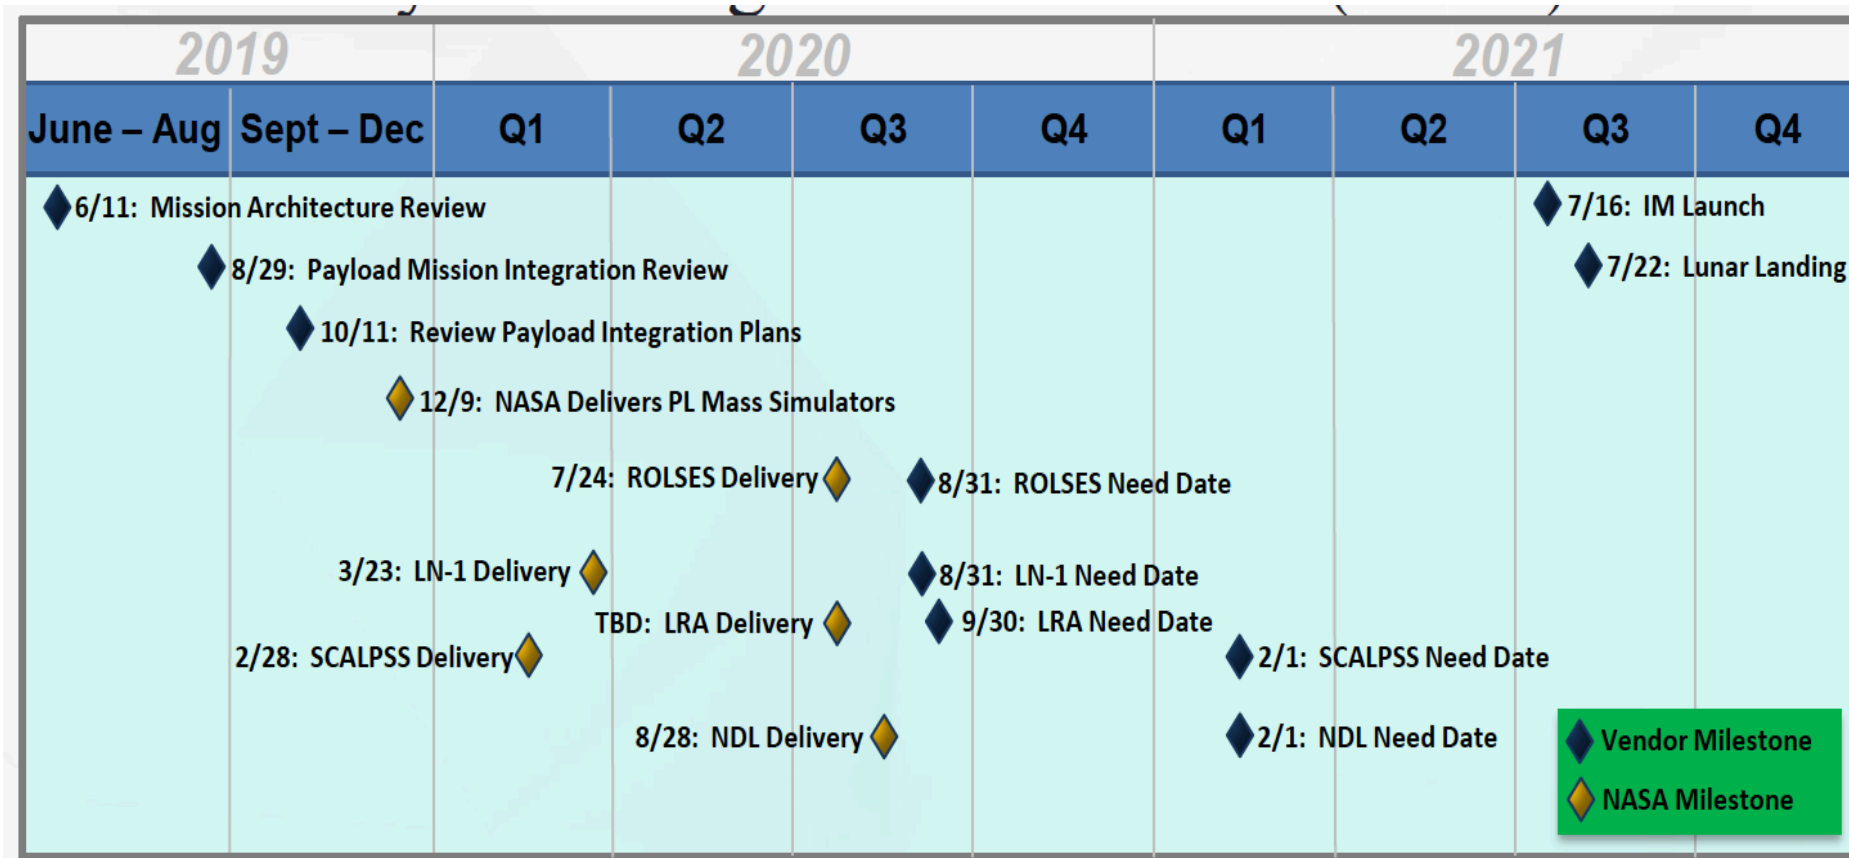 2019 2020 2021
June – Aug Sept – Dec Q1 Q2 Q3 Q4 Q1 Q2 Q3 Q4
6/11: Mission Architecture Review
7/16: IM Launch
8/29: Payload Mission Integration Review
7/22: Lunar Landing
10/11: Review Payload Integration Plans
12/9: NASA Delivers PL Mass Simulators
7/24: ROLSES Delivery
8/31: ROLSES Need Date
3/23: LN-1 Delivery
8/31: LN-1 Need Date
TBD: LRA Delivery
9/30: LRA Need Date
2/28: SCALPSS Delivery
2/1: SCALPSS Need Date
8/28: NDL Delivery
2/1: NDL Need Date
Vendor Milestone
NASA Milestone